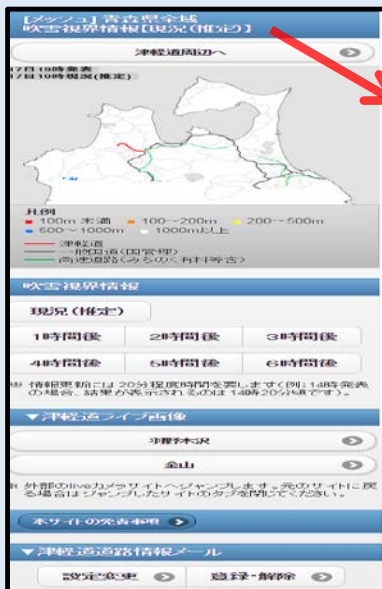 [メッシュ] 青森県全域
吹雪視界情報【現況(推定)】
津軽道周辺へ
17日19時発表
17日19時現況(推定)
凡例
100m 未満 100〜200m 200〜500m
500〜1000m 1000m以上
津軽道
一般国道(国管理)
高速道路(みちのく有料等含)
吹雪視界情報
現況(推定)
1時間後 2時間後 3時間後
4時間後 5時間後 6時間後
※ 情報更新には20分程度時間を要します(例:14時発表
の場合、結果が表示されるのは14時20分頃です)。
▼津軽道ライブ画像
金山
外部のliveカメラサイトへジャンプします。元のサイトに戻
る場合はジャンプしたサイトのタブを閉じてください。
本サイトの発表事項
▼津軽道道路情報メール
設定変更 登録・解除